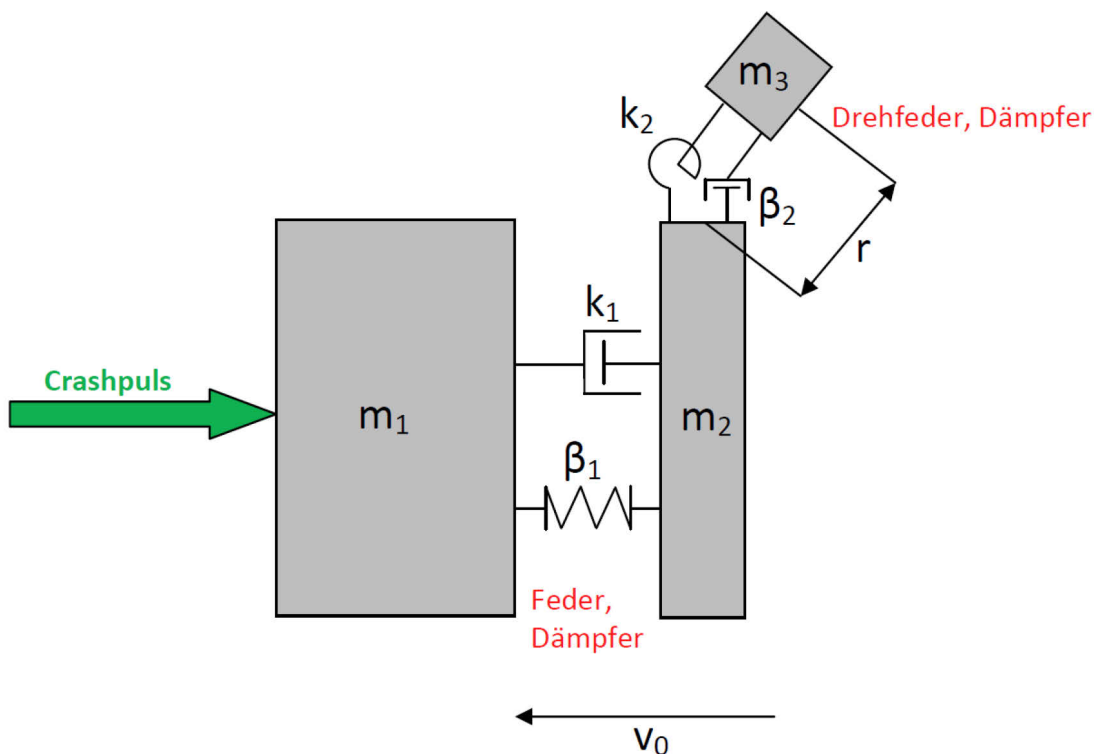 m₃
k₂
Drehfeder, Dämpfer
β₂
r
k₁
Crashpuls
m₁
m₂
β₁
Feder,
Dämpfer
v₀